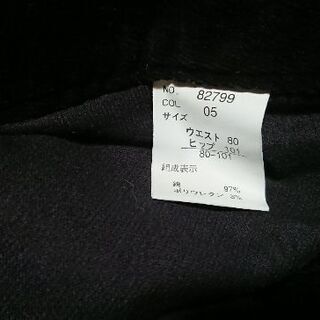 NO. 82799
COL 05
サイズ
ウエスト 80
ヒップ 101
80-101
組成表示
綿 97%
ポリウレタン 3%